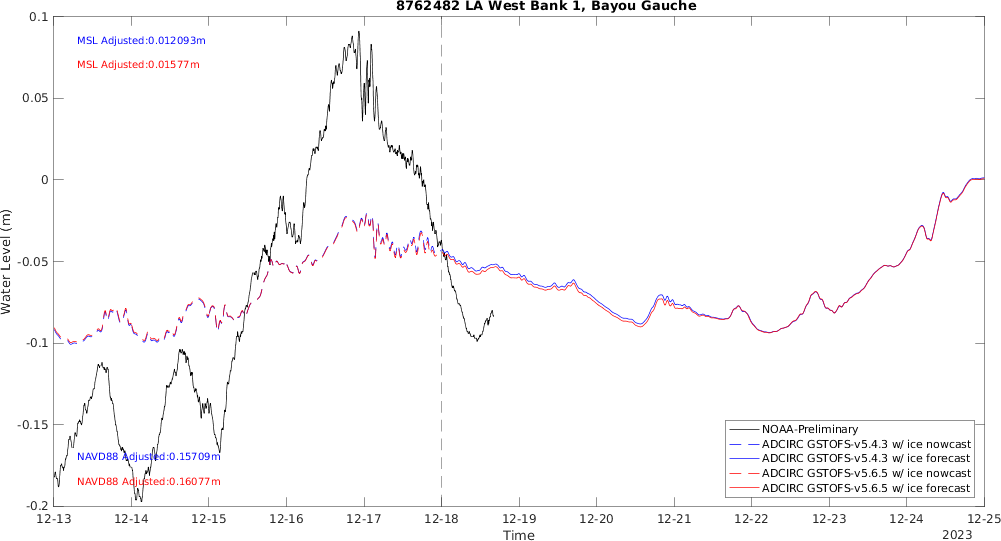 8762482 LA West Bank 1, Bayou Gauche
MSL Adjusted:0.012093m
MSL Adjusted:0.01577m
NAVD88 Adjusted:0.15709m
NAVD88 Adjusted:0.16077m
Water Level (m)
0.1
0.05
0
-0.05
-0.1
-0.15
-0.2
NOAA-Preliminary
ADCIRC GSTOFS-v5.4.3 w/ ice nowcast
ADCIRC GSTOFS-v5.4.3 w/ ice forecast
ADCIRC GSTOFS-v5.6.5 w/ ice nowcast
ADCIRC GSTOFS-v5.6.5 w/ ice forecast
12-13 12-14 12-15 12-16 12-17 12-18 12-19 12-20 12-21 12-22 12-23 12-24 12-25
Time
2023